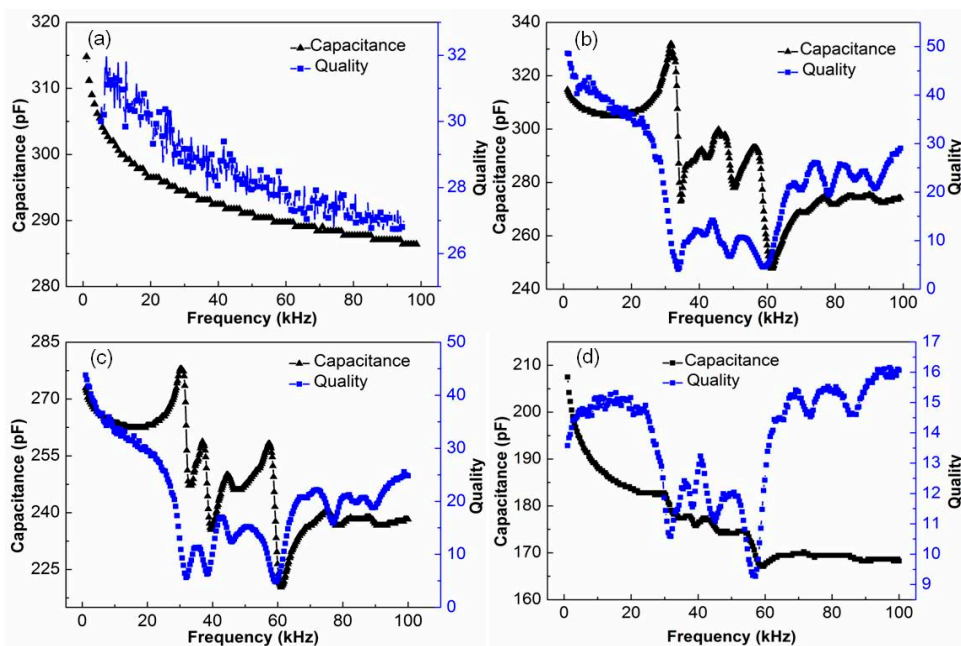 (a)
Capacitance
Quality
320
310
300
290
280
Capacitance (pF)
32
31
30
29
28
27
26
Quality
0 20 40 60 80 100
Frequency (kHz)
(b)
Capacitance
Quality
340
320
300
280
260
240
Capacitance (pF)
50
40
30
20
10
0
Quality
0 20 40 60 80 100
Frequency (kHz)
(c)
Capacitance
Quality
285
270
255
240
225
Capacitance (pF)
50
40
30
20
10
0
Quality
0 20 40 60 80 100
Frequency (kHz)
(d)
Capacitance
Quality
210
200
190
180
170
160
Capacitance (pF)
17
16
15
14
13
12
11
10
9
Quality
0 20 40 60 80 100
Frequency (kHz)